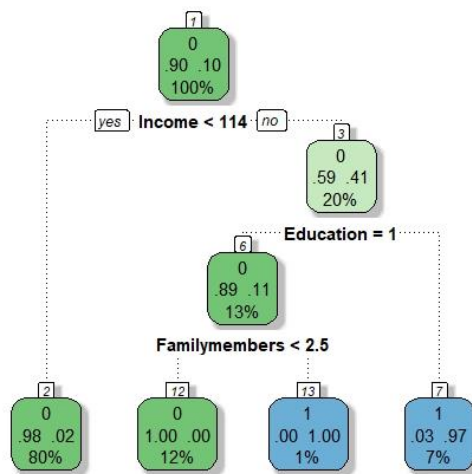 1
0
.90 .10
100%
yes Income < 114 no
3
0
.59 .41
20%
Education = 1
6
0
.89 .11
13%
Familymembers < 2.5
2 12 13 7
0 0 1 1
.98 .02 1.00 .00 .00 1.00 .03 .97
80% 12% 1% 7%